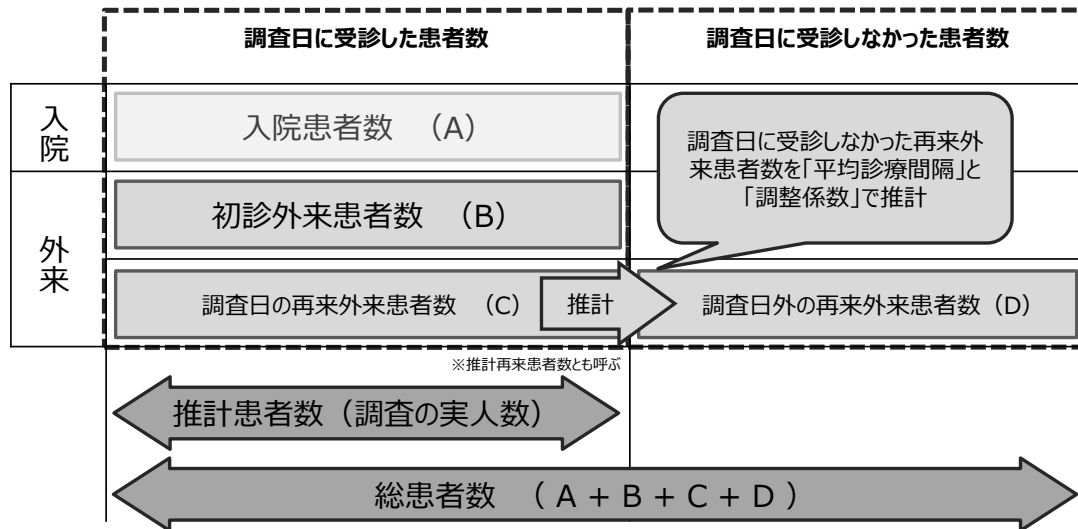 調査日に受診した患者数
調査日に受診しなかった患者数
入院
入院患者数　（A）
調査日に受診しなかった再来外
来患者数を「平均診療間隔」と
「調整係数」で推計
外来
初診外来患者数　（B）
調査日の再来外来患者数　（C）
推計
調査日外の再来外来患者数（D）
※推計再来患者数とも呼ぶ
推計患者数（調査の実人数）
総患者数　（ A + B + C + D ）